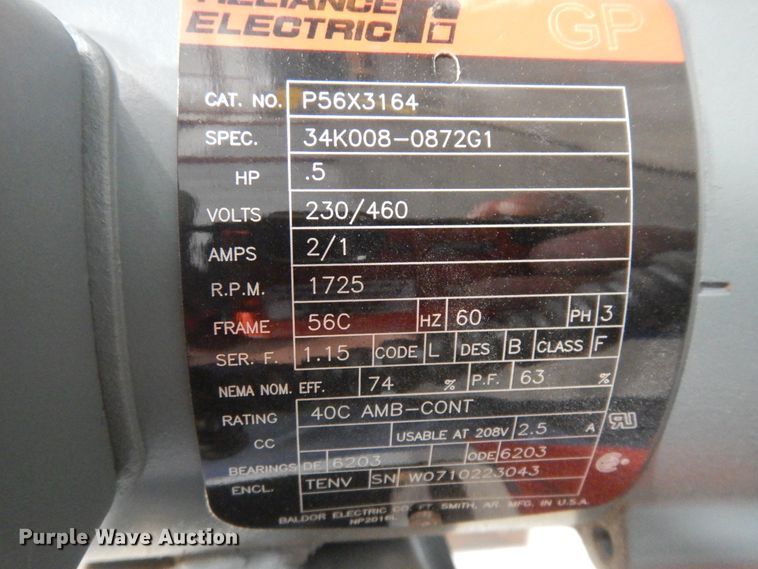 RELIANCE
ELECTRIC GP
CAT. NO. P56X3164
SPEC. 34K008-0872G1
HP .5
VOLTS 230/460
AMPS 2/1
R.P.M. 1725
FRAME 56C HZ 60 PH 3
SER. F. 1.15 CODE L DES B CLASS F
NEMA NOM. EFF. 74 % P.F. 63 %
RATING 40C AMB-CONT
CC USABLE AT 208V 2.5 A
BEARINGS DE 6203 ODE 6203
ENCL. TENV SN W0710223043
BALDOR ELECTRIC CO. FT. SMITH, AR. MFG. IN U.S.A.
NP2016L
Purple Wave Auction